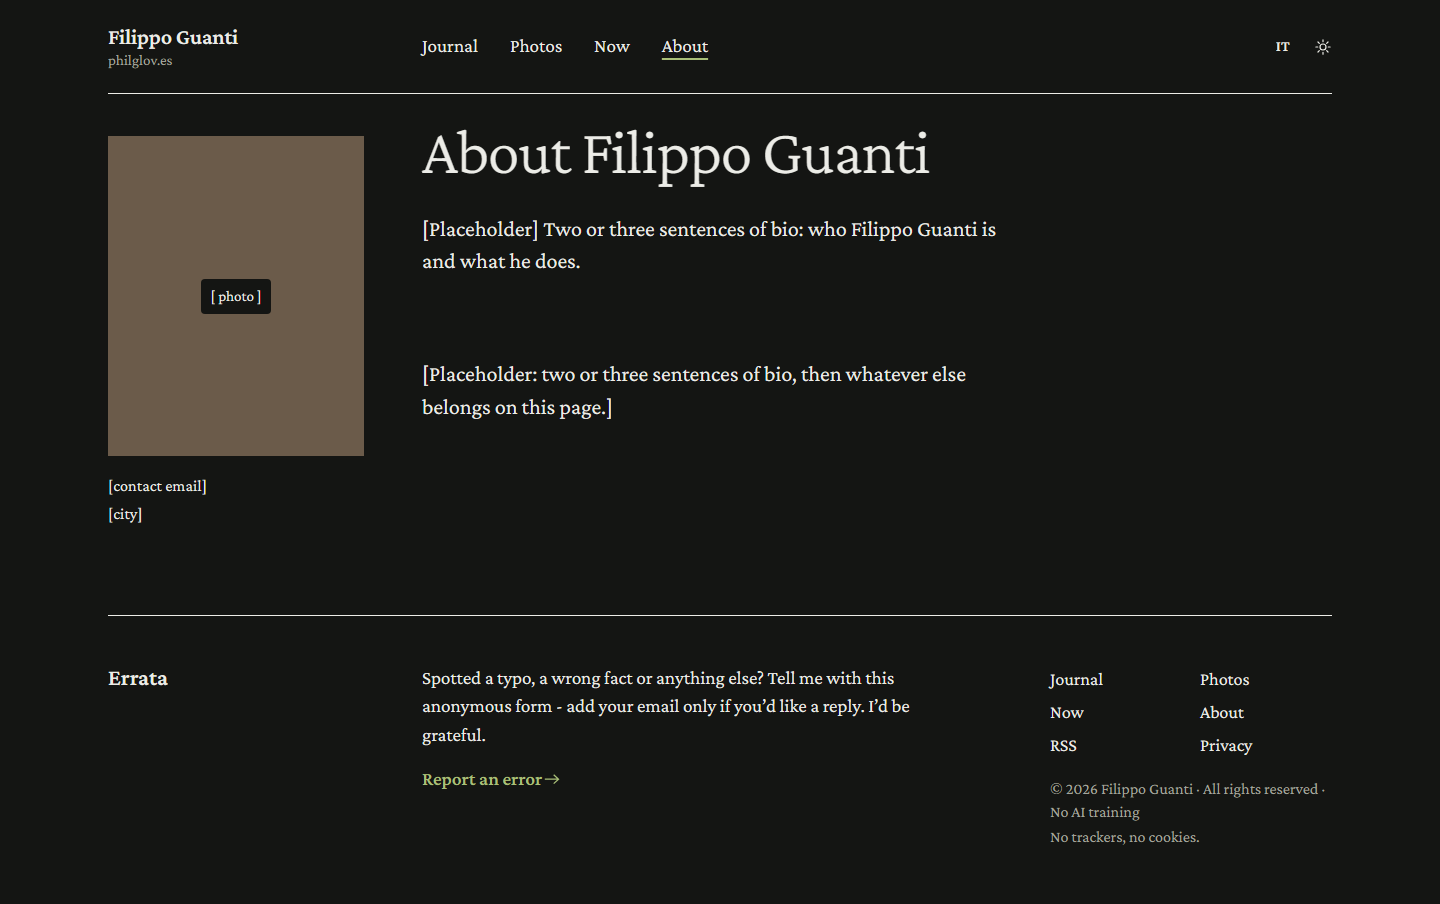 Filippo Guanti
philglov.es
Journal
Photos
Now
About
IT
About Filippo Guanti
[Placeholder] Two or three sentences of bio: who Filippo Guanti is
and what he does.
[ photo ]
[Placeholder: two or three sentences of bio, then whatever else
belongs on this page.]
[contact email]
[city]
Errata
Spotted a typo, a wrong fact or anything else? Tell me with this
anonymous form - add your email only if you’d like a reply. I’d be
grateful.
Report an error→
Journal
Photos
Now
About
RSS
Privacy
© 2026 Filippo Guanti · All rights reserved ·
No AI training
No trackers, no cookies.